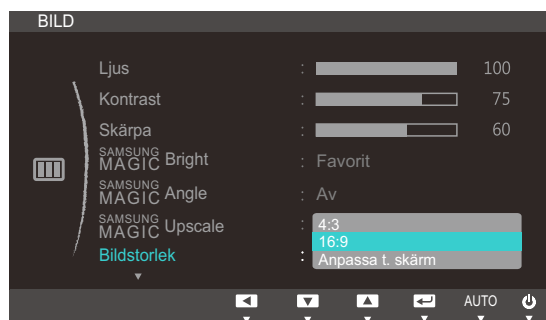 BILD
Ljus : 100
Kontrast : 75
Skärpa : 60
SAMSUNG MAGIC Bright : Favorit
SAMSUNG MAGIC Angle : Av
SAMSUNG MAGIC Upscale : 4:3
16:9
Bildstorlek : Anpassa t. skärm
AUTO